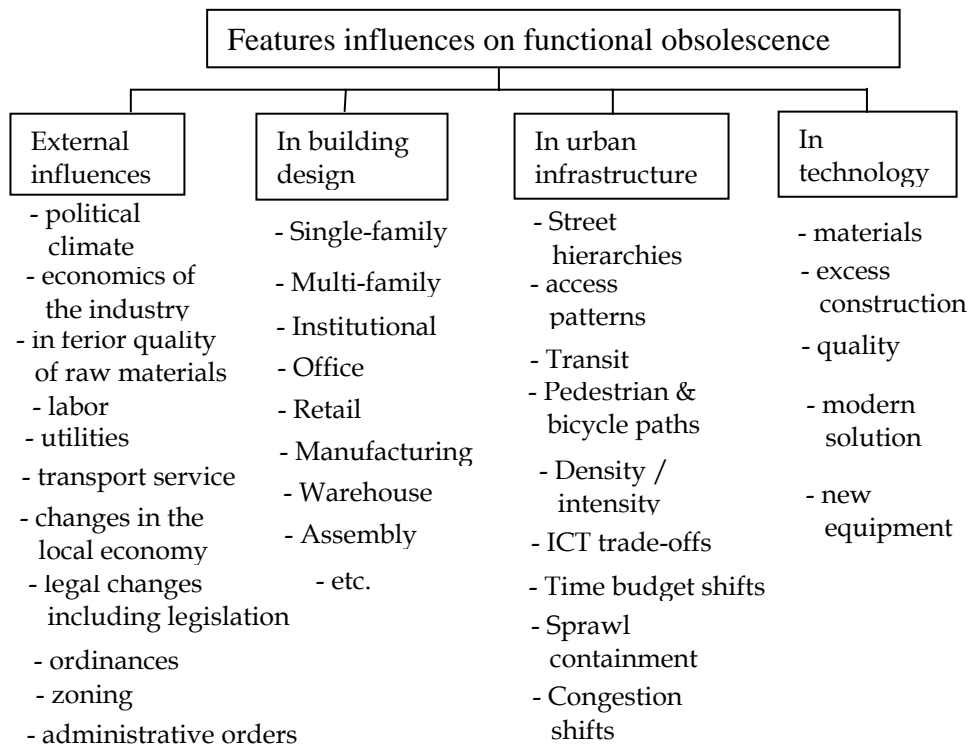 Features influences on functional obsolescence
External
influences
- political
climate
- economics of
the industry
- in ferior quality
of raw materials
- labor
- utilities
- transport service
- changes in the
local economy
- legal changes
including legislation
- ordinances
- zoning
- administrative orders
In building
design
- Single-family
- Multi-family
- Institutional
- Office
- Retail
- Manufacturing
- Warehouse
- Assembly
- etc.
In urban
infrastructure
- Street
hierarchies
- access
patterns
- Transit
- Pedestrian &
bicycle paths
- Density /
intensity
- ICT trade-offs
- Time budget shifts
- Sprawl
containment
- Congestion
shifts
In
technology
- materials
- excess
construction
- quality
- modern
solution
- new
equipment